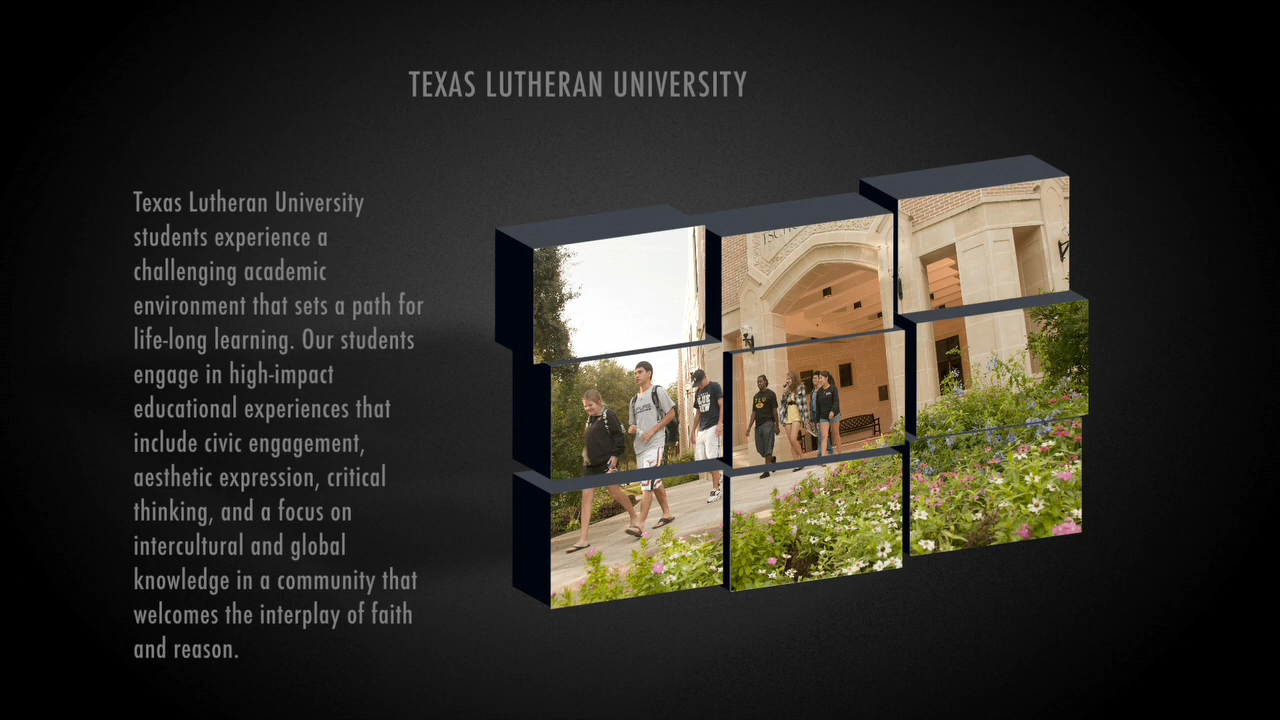 TEXAS LUTHERAN UNIVERSITY
Texas Lutheran University
students experience a
challenging academic
environment that sets a path for
life-long learning. Our students
engage in high-impact
educational experiences that
include civic engagement,
aesthetic expression, critical
thinking, and a focus on
intercultural and global
knowledge in a community that
welcomes the interplay of faith
and reason.
TLU